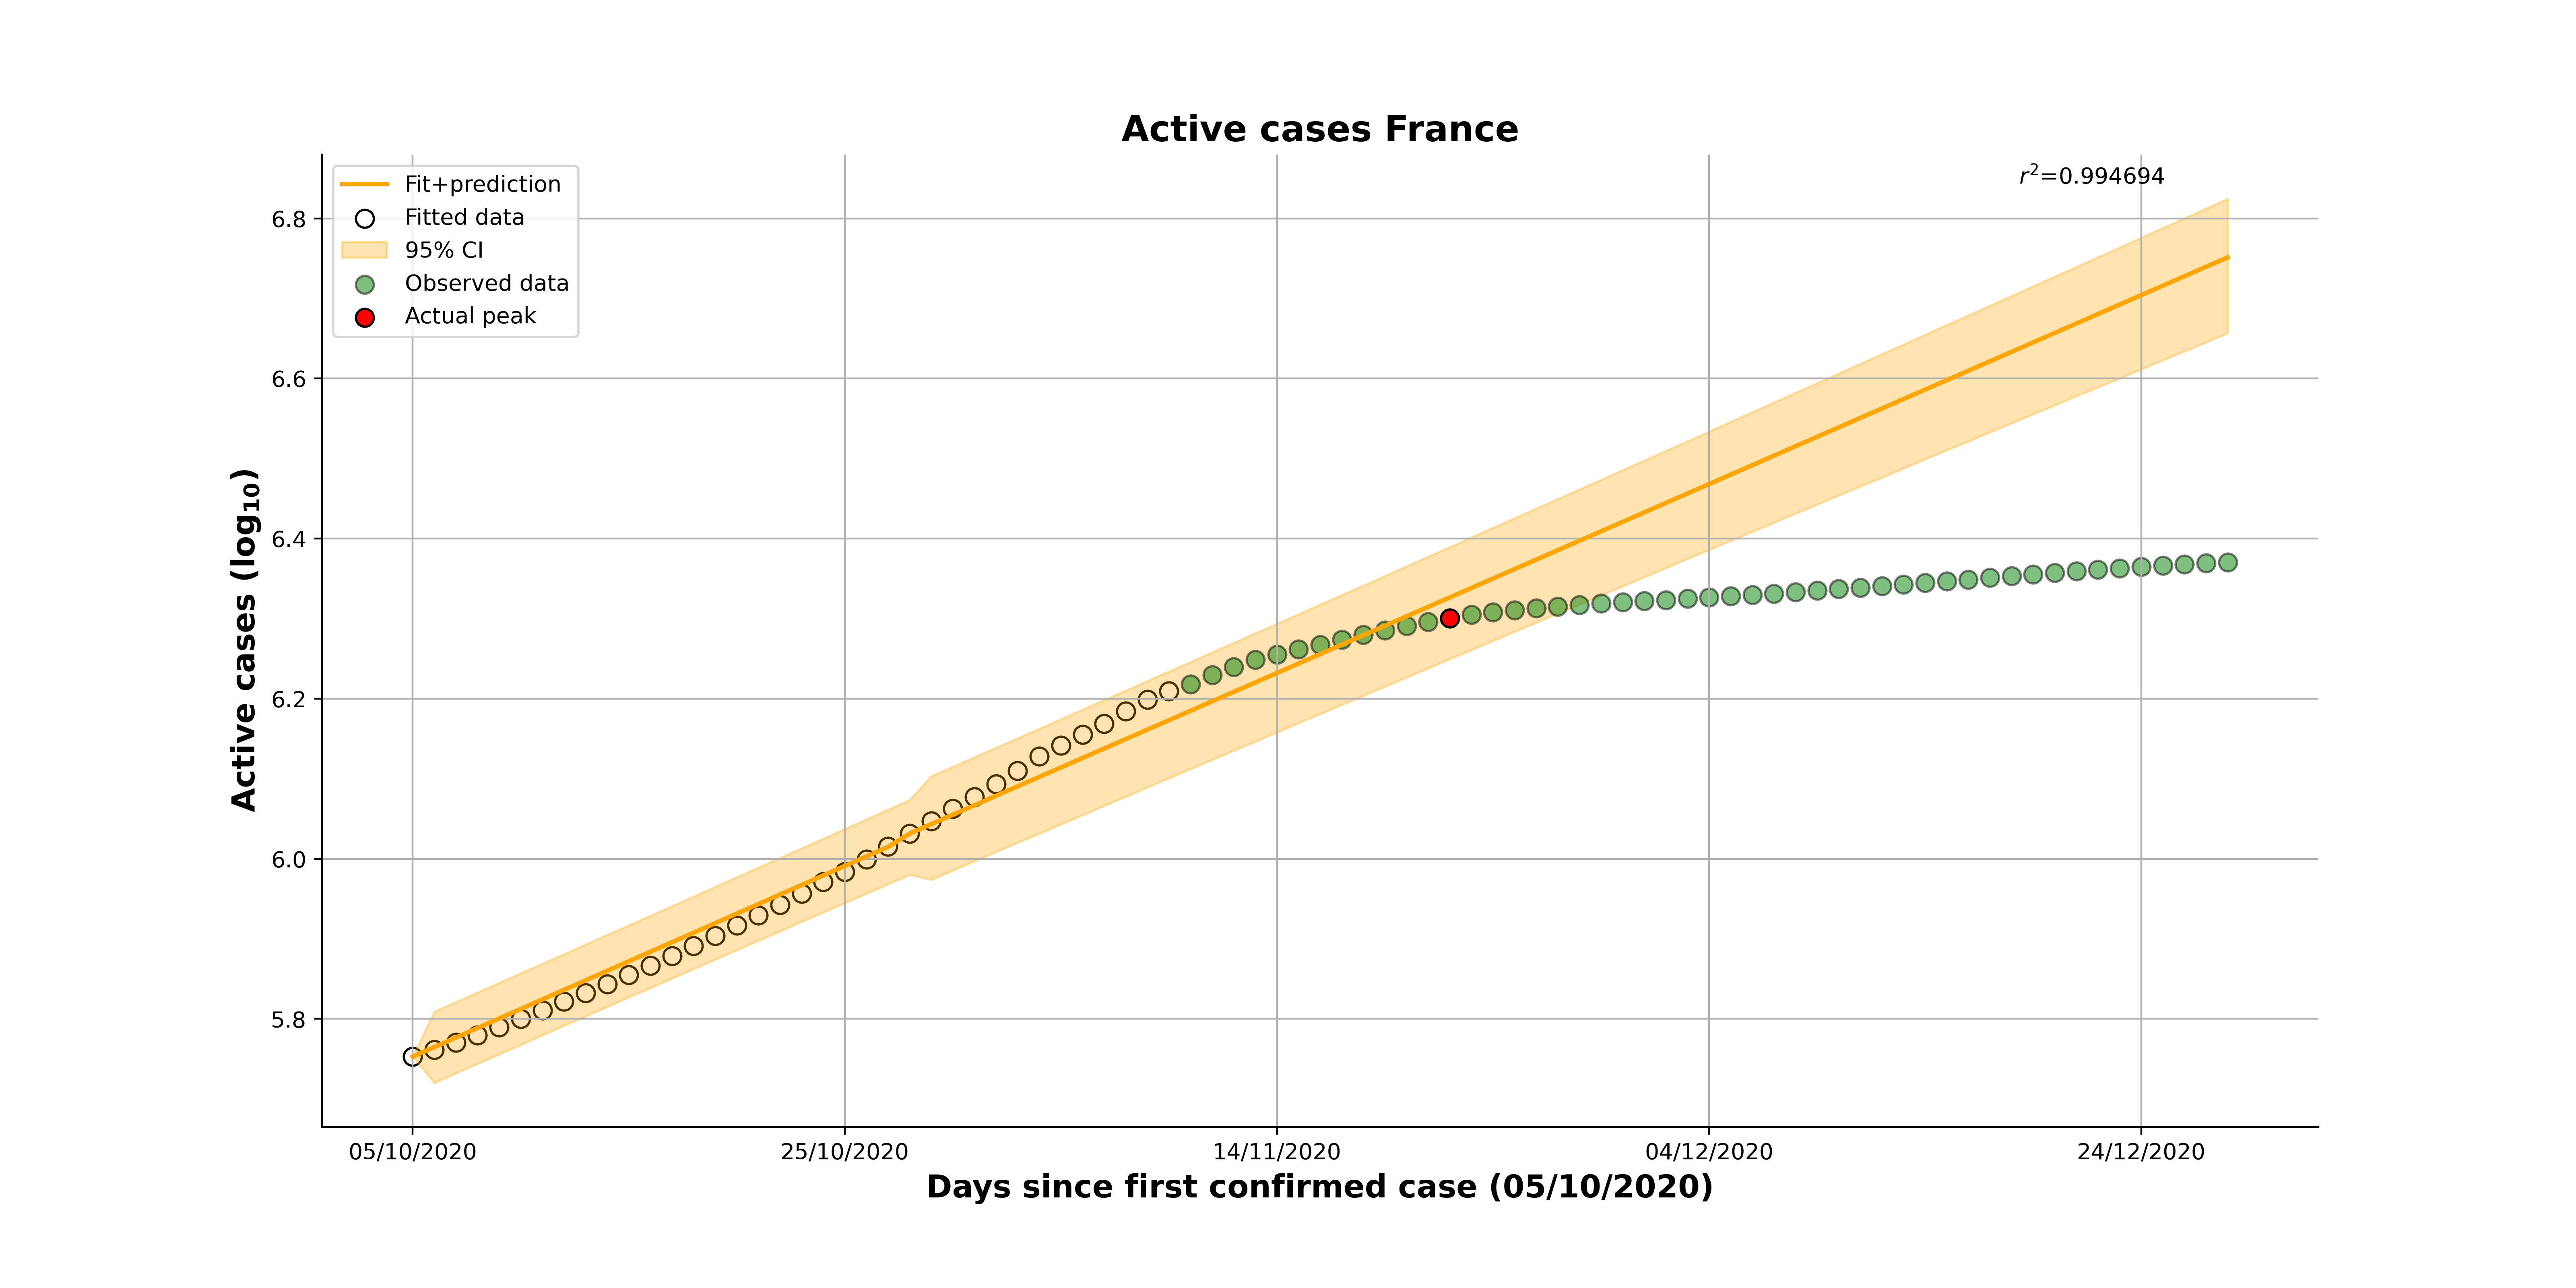 Active cases France
r²=0.994694
Fit+prediction
Fitted data
95% CI
Observed data
Actual peak
6.8
6.6
6.4
6.2
6.0
5.8
Active cases (log₁₀)
05/10/2020 25/10/2020 14/11/2020 04/12/2020 24/12/2020
Days since first confirmed case (05/10/2020)